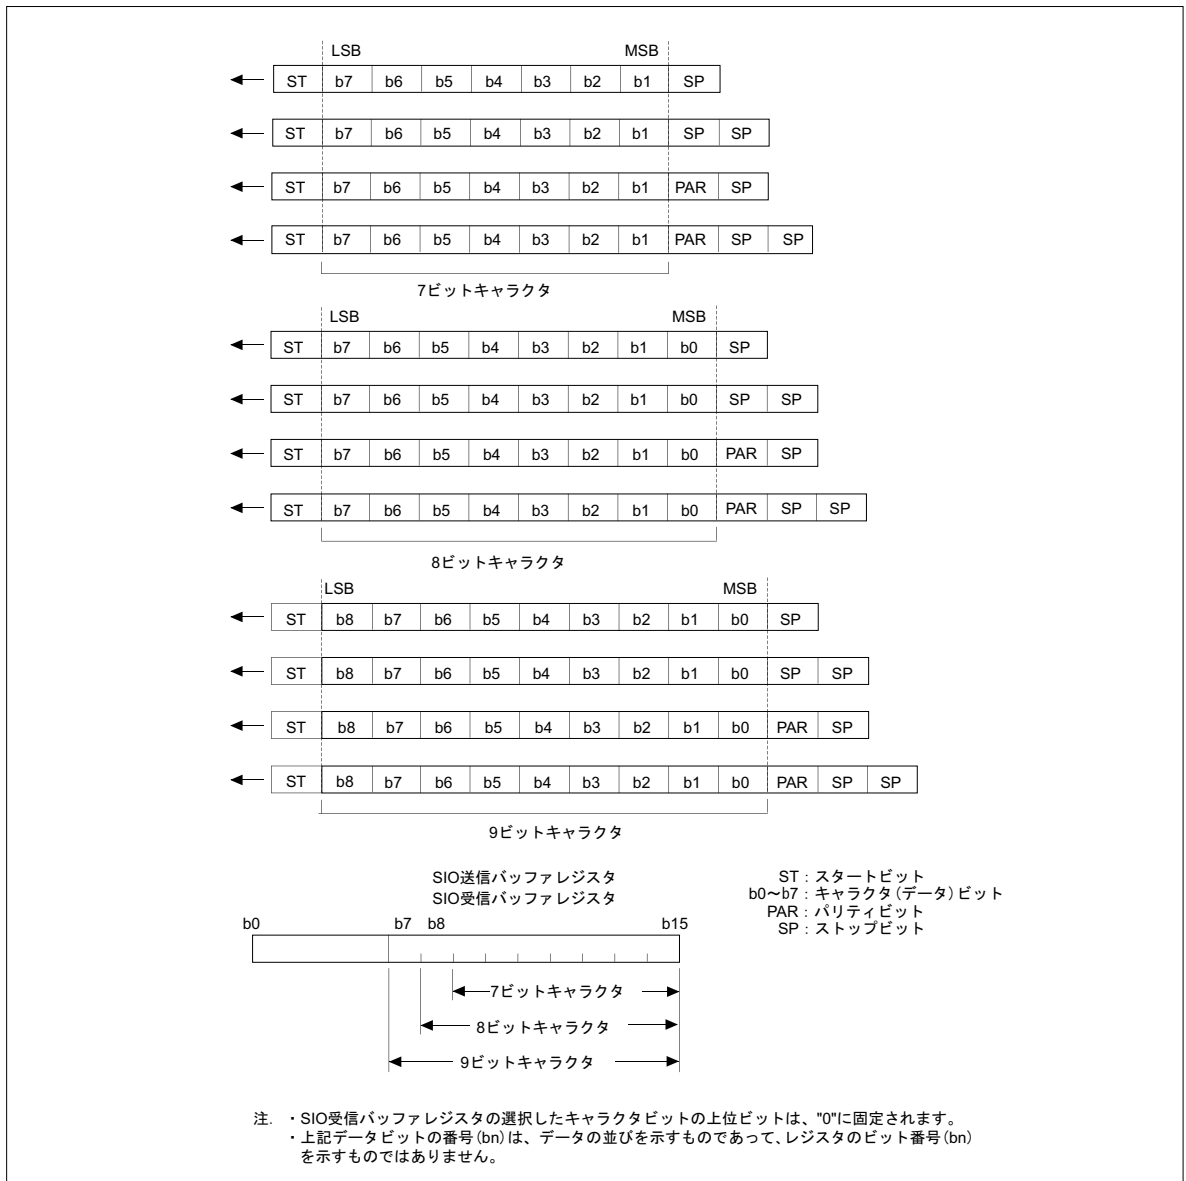 LSB MSB
ST b7 b6 b5 b4 b3 b2 b1 SP
ST b7 b6 b5 b4 b3 b2 b1 SP SP
ST b7 b6 b5 b4 b3 b2 b1 PAR SP
ST b7 b6 b5 b4 b3 b2 b1 PAR SP SP
7ビットキャラクタ
LSB MSB
ST b7 b6 b5 b4 b3 b2 b1 b0 SP
ST b7 b6 b5 b4 b3 b2 b1 b0 SP SP
ST b7 b6 b5 b4 b3 b2 b1 b0 PAR SP
ST b7 b6 b5 b4 b3 b2 b1 b0 PAR SP SP
8ビットキャラクタ
LSB MSB
ST b8 b7 b6 b5 b4 b3 b2 b1 b0 SP
ST b8 b7 b6 b5 b4 b3 b2 b1 b0 SP SP
ST b8 b7 b6 b5 b4 b3 b2 b1 b0 PAR SP
ST b8 b7 b6 b5 b4 b3 b2 b1 b0 PAR SP SP
9ビットキャラクタ
SIO送信バッファレジスタ
SIO受信バッファレジスタ
b0 b7 b8 b15
7ビットキャラクタ
8ビットキャラクタ
9ビットキャラクタ
ST：スタートビット
b0～b7：キャラクタ(データ)ビット
PAR：パリティビット
SP：ストップビット
注. ・SIO受信バッファレジスタの選択したキャラクタビットの上位ビットは、"0"に固定されます。
・上記データビットの番号(bn)は、データの並びを示すものであって、レジスタのビット番号(bn)
を示すものではありません。